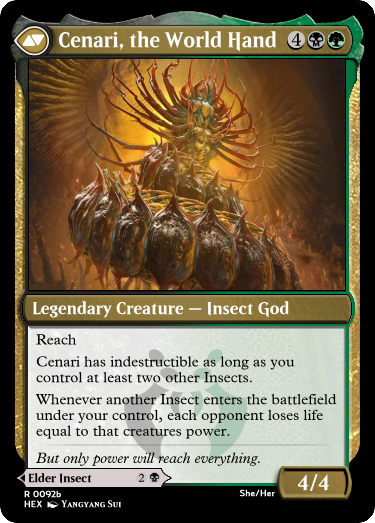 Cenari, the World Hand 4
Legendary Creature — Insect God
Reach
Cenari has indestructible as long as you
control at least two other Insects.
Whenever another Insect enters the battlefield
under your control, each opponent loses life
equal to that creatures power.
But only power will reach everything.
Elder Insect 2
4/4
R 0092b
HEX Yangyang Sui
She/Her